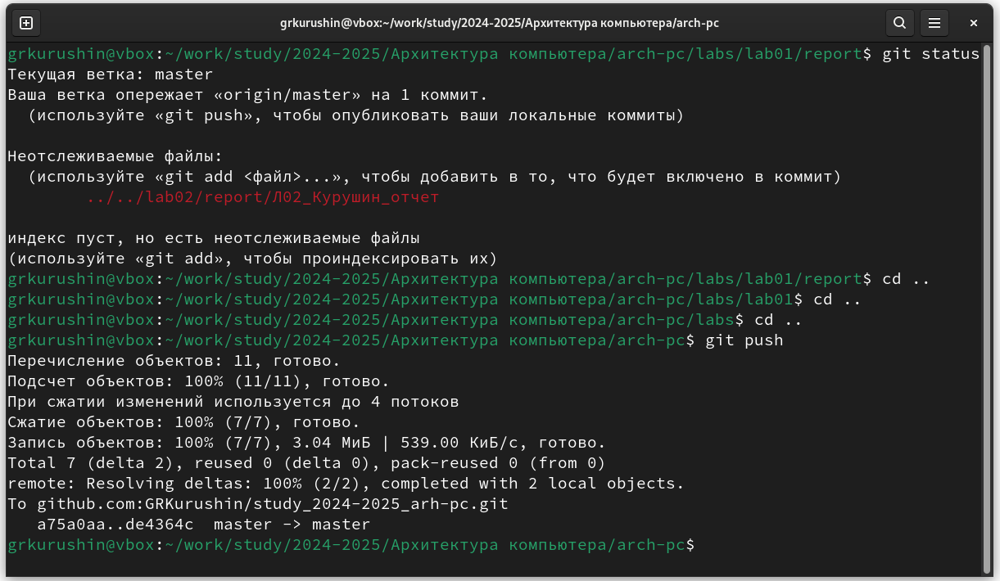 grkurushin@vbox:~/work/study/2024-2025/Архитектура компьютера/arch-pc
grkurushin@vbox:~/work/study/2024-2025/Архитектура компьютера/arch-pc/labs/lab01/report$ git status
Текущая ветка: master
Ваша ветка опережает «origin/master» на 1 коммит.
  (используйте «git push», чтобы опубликовать ваши локальные коммиты)

Неотслеживаемые файлы:
  (используйте «git add <файл>...», чтобы добавить в то, что будет включено в коммит)
        ../../lab02/report/Л02_Курушин_отчет

индекс пуст, но есть неотслеживаемые файлы
(используйте «git add», чтобы проиндексировать их)
grkurushin@vbox:~/work/study/2024-2025/Архитектура компьютера/arch-pc/labs/lab01/report$ cd ..
grkurushin@vbox:~/work/study/2024-2025/Архитектура компьютера/arch-pc/labs/lab01$ cd ..
grkurushin@vbox:~/work/study/2024-2025/Архитектура компьютера/arch-pc/labs$ cd ..
grkurushin@vbox:~/work/study/2024-2025/Архитектура компьютера/arch-pc$ git push
Перечисление объектов: 11, готово.
Подсчет объектов: 100% (11/11), готово.
При сжатии изменений используется до 4 потоков
Сжатие объектов: 100% (7/7), готово.
Запись объектов: 100% (7/7), 3.04 МиБ | 539.00 КиБ/с, готово.
Total 7 (delta 2), reused 0 (delta 0), pack-reused 0 (from 0)
remote: Resolving deltas: 100% (2/2), completed with 2 local objects.
To github.com:GRKurushin/study_2024-2025_arh-pc.git
   a75a0aa..de4364c  master -> master
grkurushin@vbox:~/work/study/2024-2025/Архитектура компьютера/arch-pc$